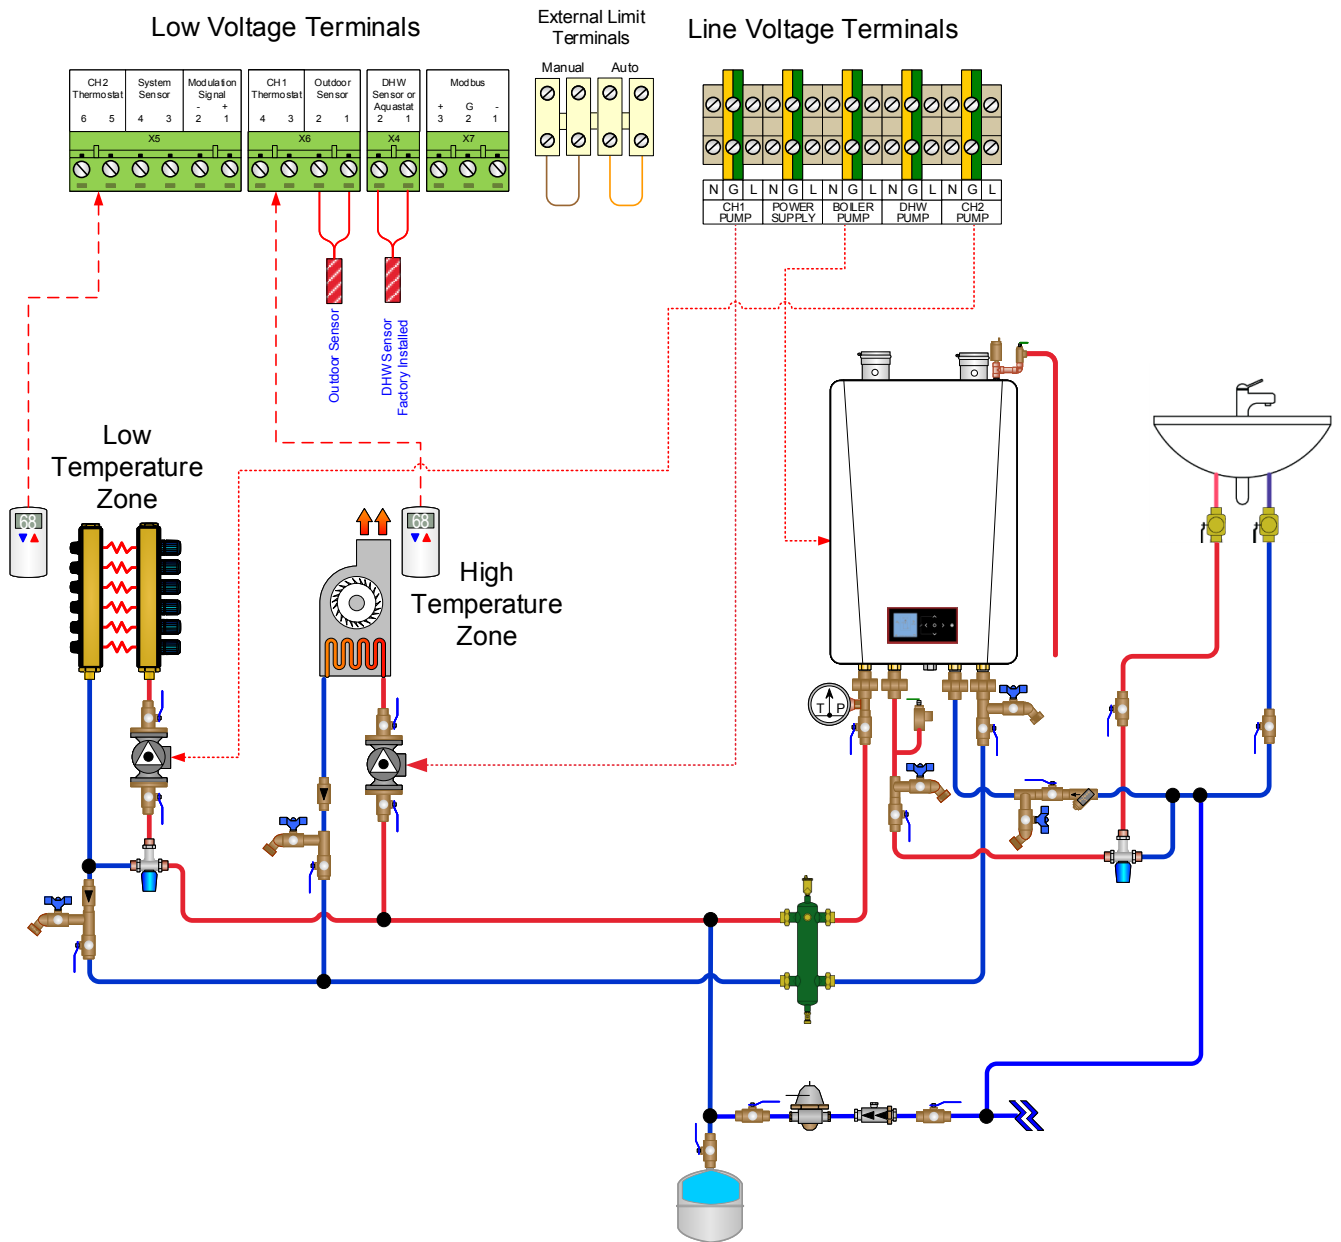 Low Voltage Terminals
External Limit
Terminals
Line Voltage Terminals
Manual Auto
CH2
Thermostat
6 5
System
Sensor
4 3
Modulation
Signal
- +
2 1
X5
CH1
Thermostat
4 3
Outdoor
Sensor
2 1
X6
DHW
Sensor or
Aquastat
2 1
X4
Modbus
+ G -
3 2 1
X7
N G L N G L N G L N G L N G L
CH1
PUMP
POWER
SUPPLY
BOILER
PUMP
DHW
PUMP
CH2
PUMP
Outdoor Sensor
DHW Sensor
Factory Installed
Low
Temperature
Zone
68
68
High
Temperature
Zone
T P